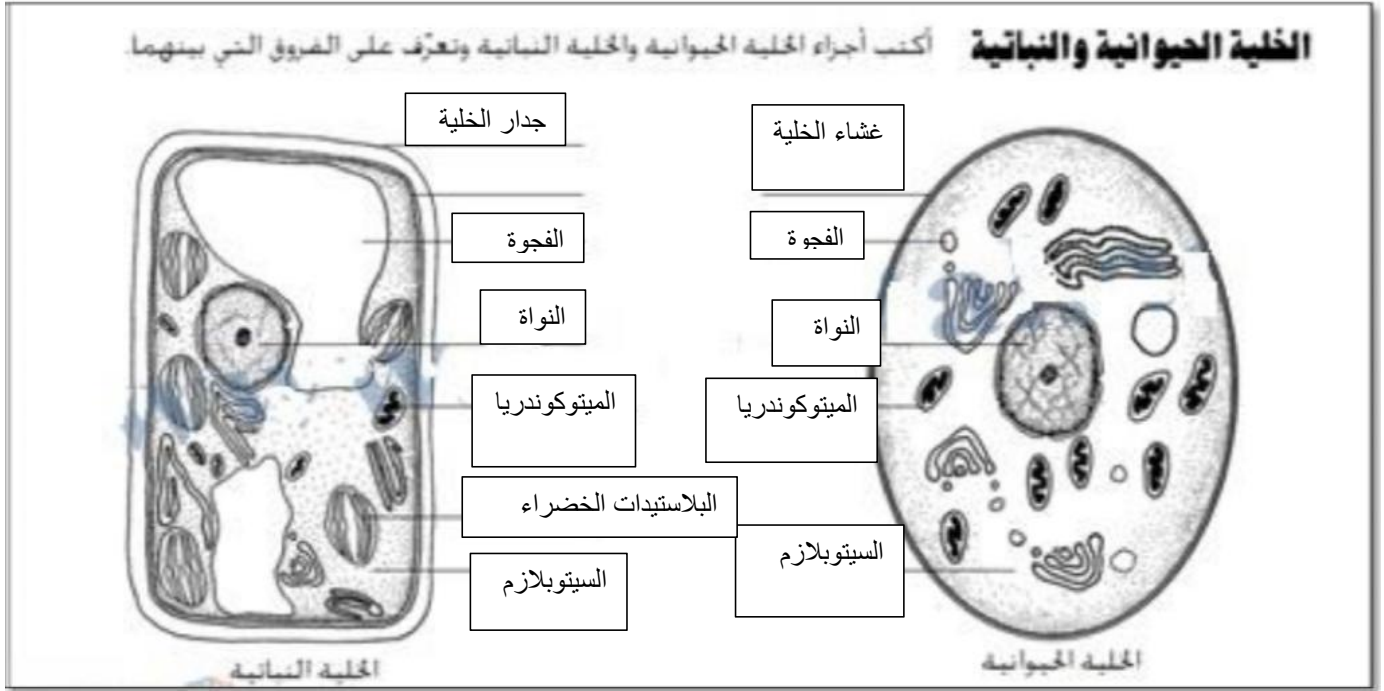 الخلية الحيوانية والنباتية أكتب أجزاء الخلية الحيوانية والخلية النباتية وتعرّف على الفروق التي بينهما.
غشاء الخلية
الفجوة
النواة
الميتوكوندريا
السيتوبلازم
الخلية الحيوانية
جدار الخلية
الفجوة
النواة
الميتوكوندريا
البلاستيدات الخضراء
السيتوبلازم
الخلية النباتية